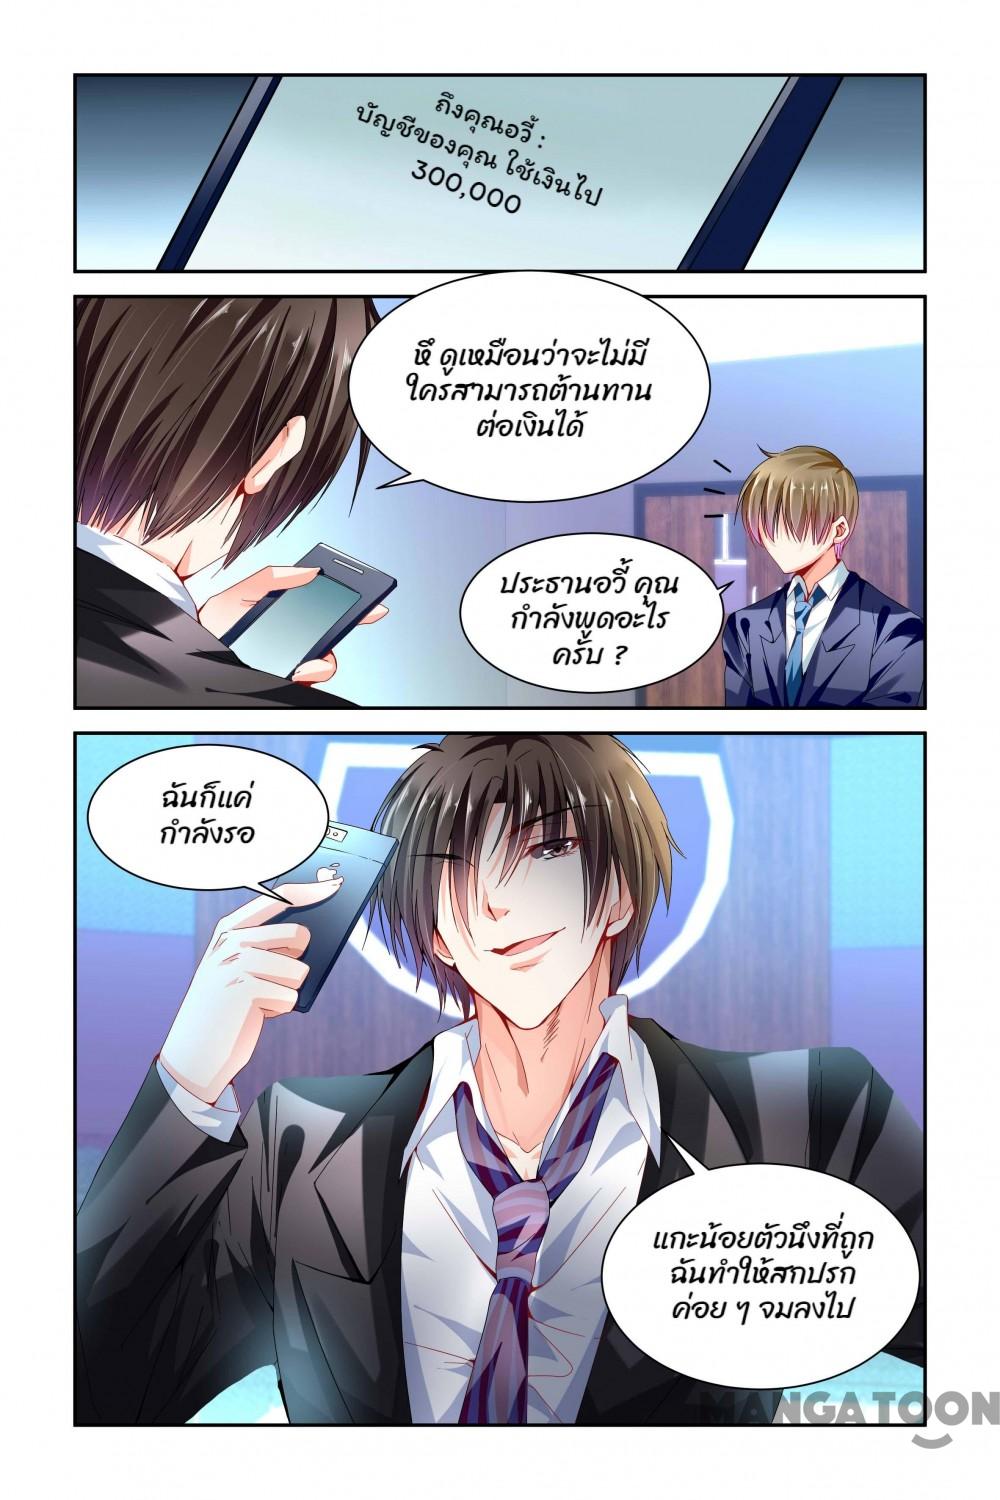 ถึงคุณอวี้ :
บัญชีของคุณ ใช้เงินไป
300,000
หึ ดูเหมือนว่าจะไม่มี
ใครสามารถต้านทาน
ต่อเงินได้
ประธานอวี้ คุณ
กำลังพูดอะไร
ครับ ?
ฉันก็แค่
กำลังรอ
แกะน้อยตัวนึงที่ถูก
ฉันทำให้สกปรก
ค่อย ๆ จมลงไป
MANGATOON